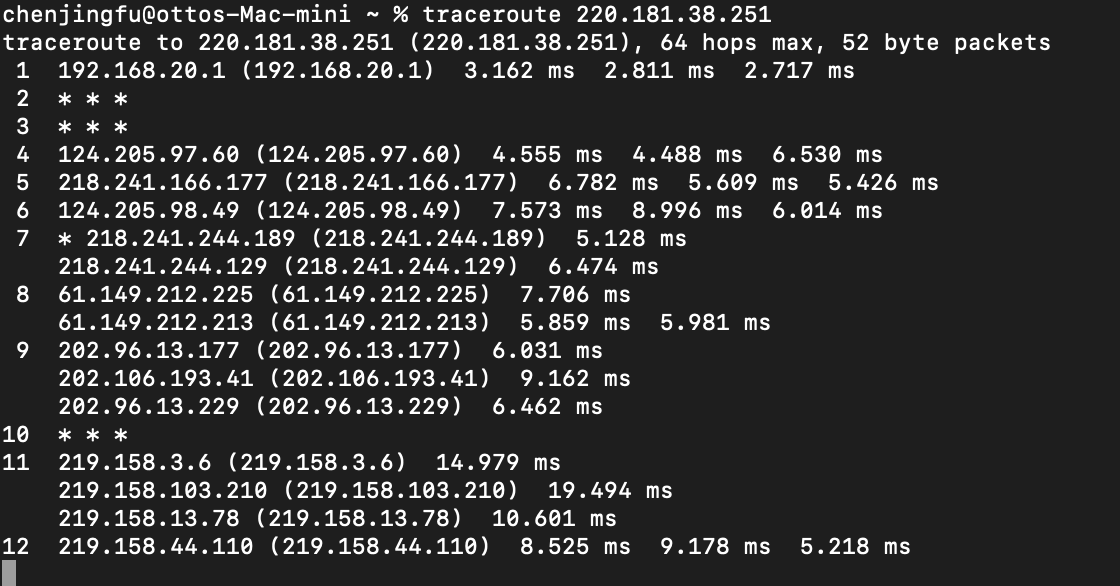 chenjingfu@ottos-Mac-mini ~ % traceroute 220.181.38.251
traceroute to 220.181.38.251 (220.181.38.251), 64 hops max, 52 byte packets
 1  192.168.20.1 (192.168.20.1)  3.162 ms  2.811 ms  2.717 ms
 2  * * *
 3  * * *
 4  124.205.97.60 (124.205.97.60)  4.555 ms  4.488 ms  6.530 ms
 5  218.241.166.177 (218.241.166.177)  6.782 ms  5.609 ms  5.426 ms
 6  124.205.98.49 (124.205.98.49)  7.573 ms  8.996 ms  6.014 ms
 7  * 218.241.244.189 (218.241.244.189)  5.128 ms
    218.241.244.129 (218.241.244.129)  6.474 ms
 8  61.149.212.225 (61.149.212.225)  7.706 ms
    61.149.212.213 (61.149.212.213)  5.859 ms  5.981 ms
 9  202.96.13.177 (202.96.13.177)  6.031 ms
    202.106.193.41 (202.106.193.41)  9.162 ms
    202.96.13.229 (202.96.13.229)  6.462 ms
10  * * *
11  219.158.3.6 (219.158.3.6)  14.979 ms
    219.158.103.210 (219.158.103.210)  19.494 ms
    219.158.13.78 (219.158.13.78)  10.601 ms
12  219.158.44.110 (219.158.44.110)  8.525 ms  9.178 ms  5.218 ms